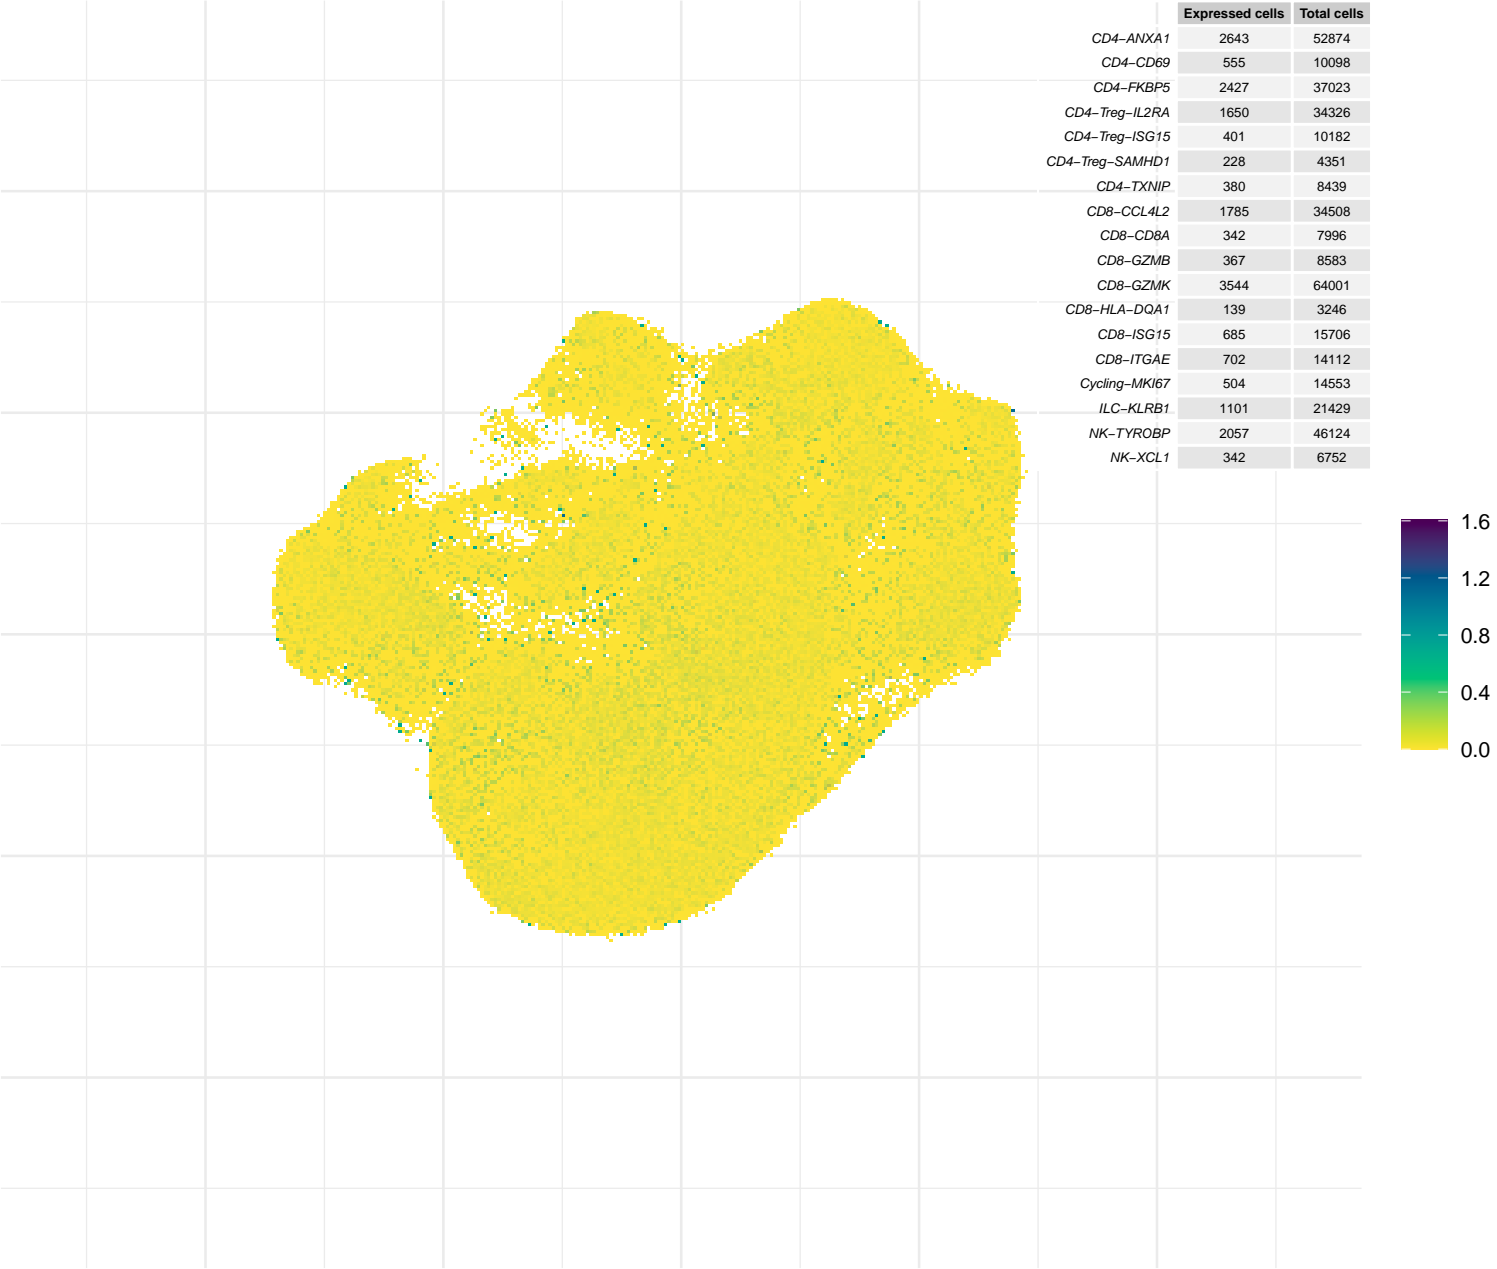 Expressed cells Total cells
CD4−ANXA1 2643 52874
CD4−CD69 555 10098
CD4−FKBP5 2427 37023
CD4−Treg−IL2RA 1650 34326
CD4−Treg−ISG15 401 10182
CD4−Treg−SAMHD1 228 4351
CD4−TXNIP 380 8439
CD8−CCL4L2 1785 34508
CD8−CD8A 342 7996
CD8−GZMB 367 8583
CD8−GZMK 3544 64001
CD8−HLA−DQA1 139 3246
CD8−ISG15 685 15706
CD8−ITGAE 702 14112
Cycling−MKI67 504 14553
ILC−KLRB1 1101 21429
NK−TYROBP 2057 46124
NK−XCL1 342 6752
1.6
1.2
0.8
0.4
0.0